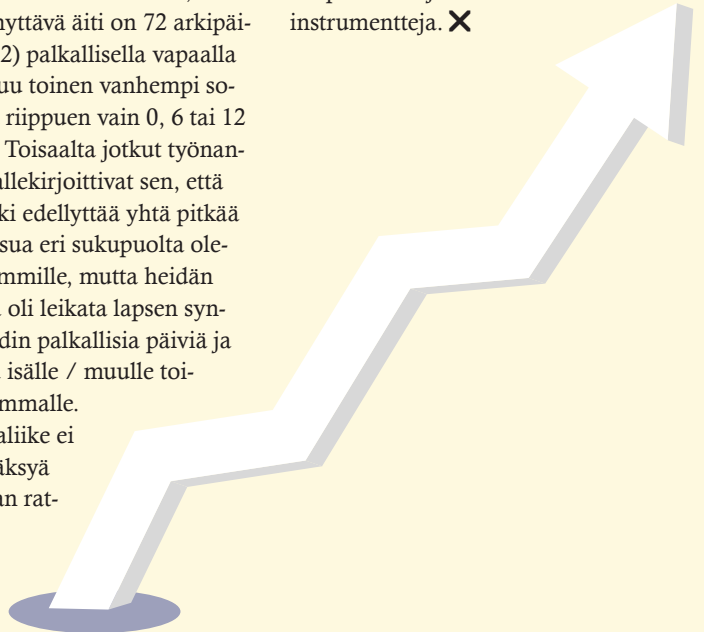 nyttävä äiti on 72 arkipäi-
2) palkallisella vapaalla
uu toinen vanhempi so-
riippuen vain 0, 6 tai 12
Toisaalta jotkut työnan-
allekirjoittivat sen, että
ki edellyttää yhtä pitkää
sua eri sukupuolta ole-
mmille, mutta heidän
oli leikata lapsen syn-
din palkallisia päiviä ja
isälle / muulle toi-
mmalle.
aliike ei
äksyä
an rat-
instrumentteja. ✕